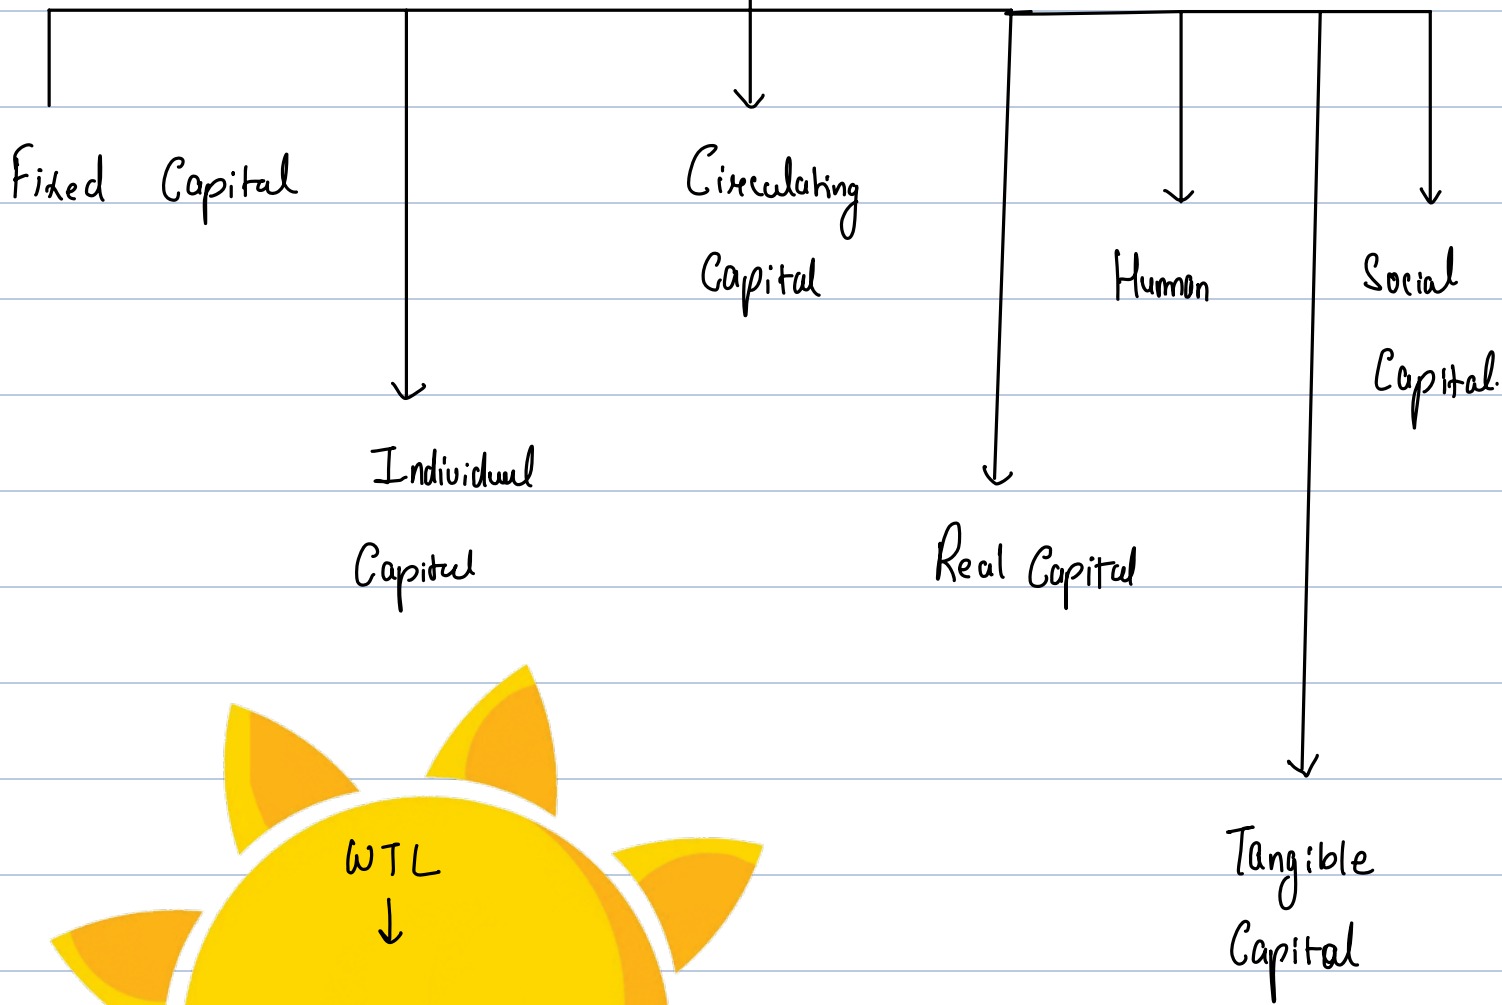 Fixed Capital
Circulating
Capital
Human
Social
Capital.
Individual
Capital
Real Capital
WTL
Tangible
Capital